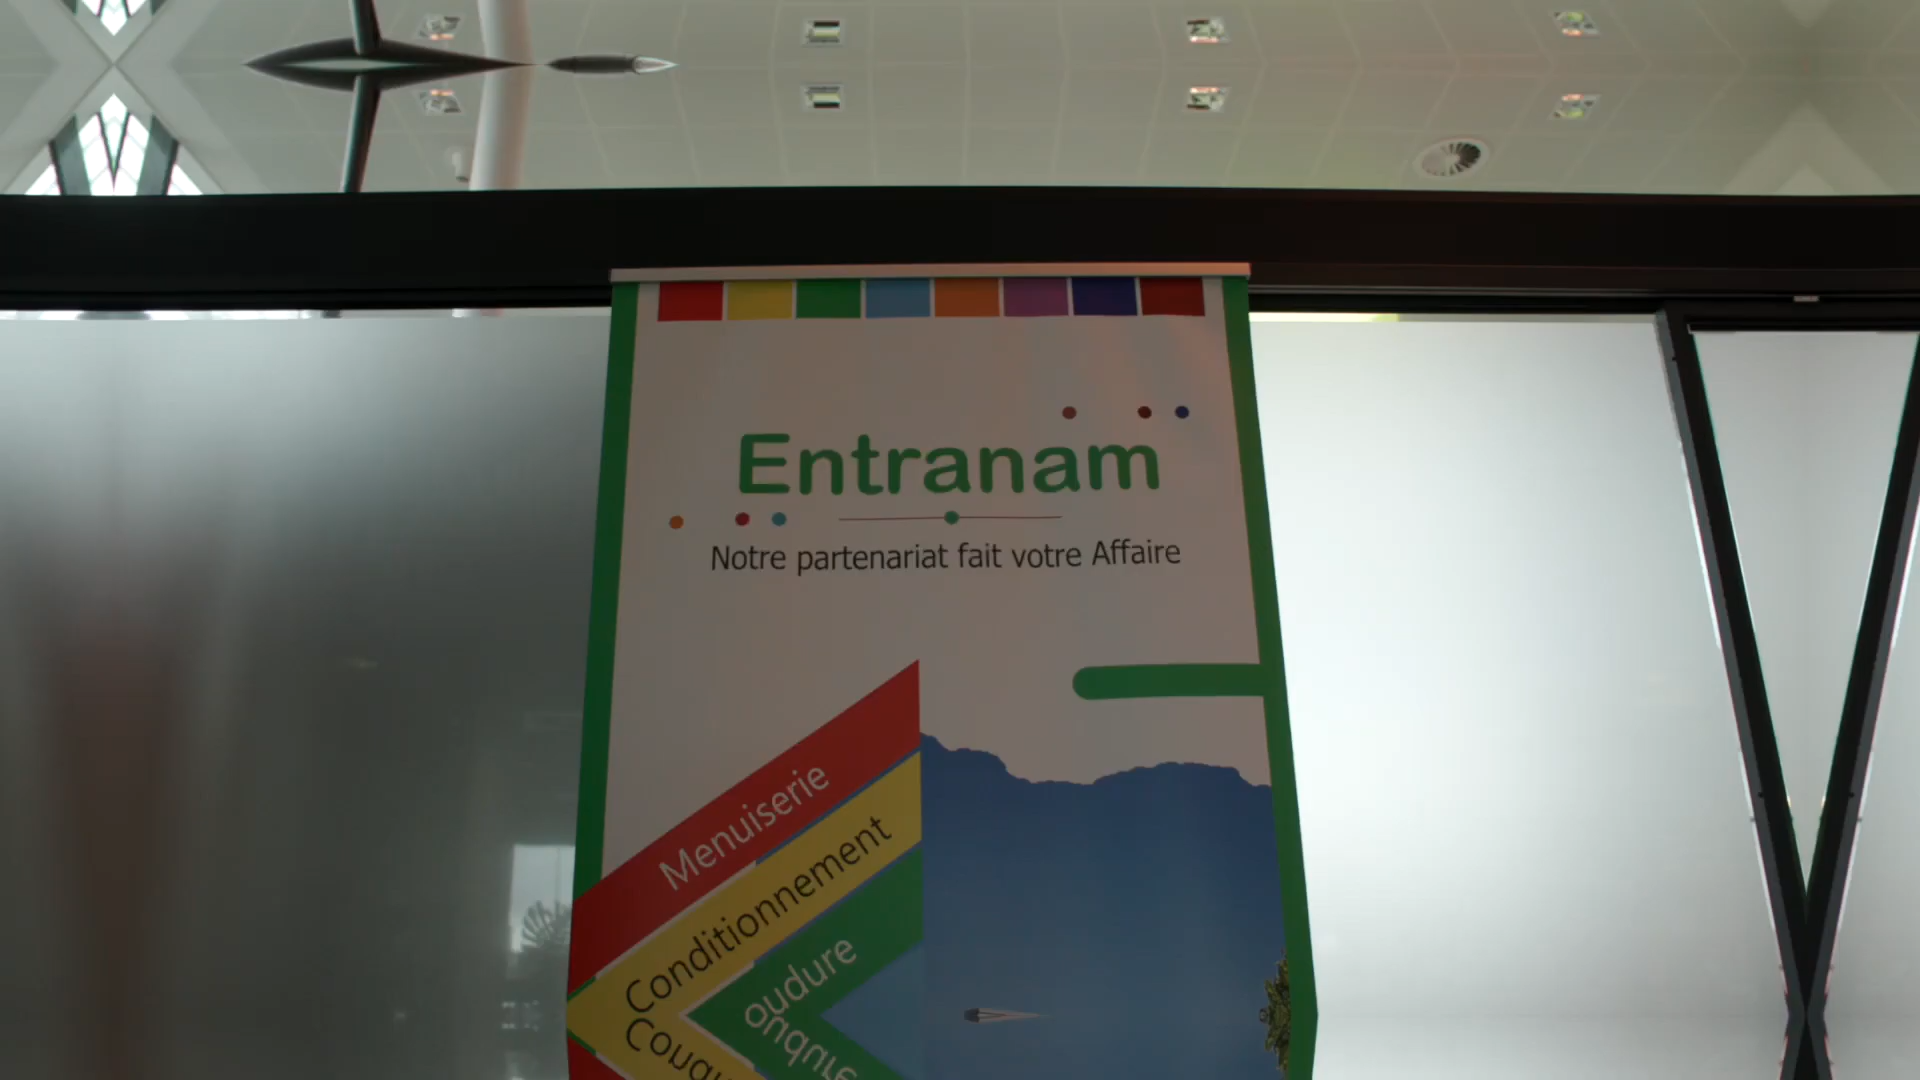 Entranam
Notre partenariat fait votre Affaire
Menuiserie
Conditionnement
oudure